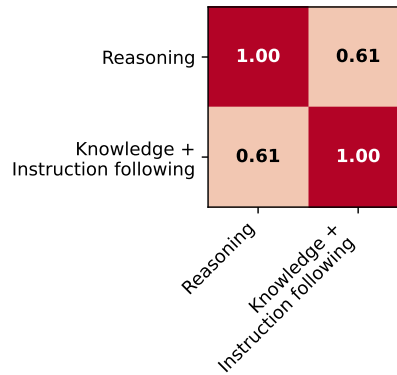 Reasoning
1.00 0.61
Knowledge +
Instruction following
0.61 1.00
Reasoning
Knowledge +
Instruction following